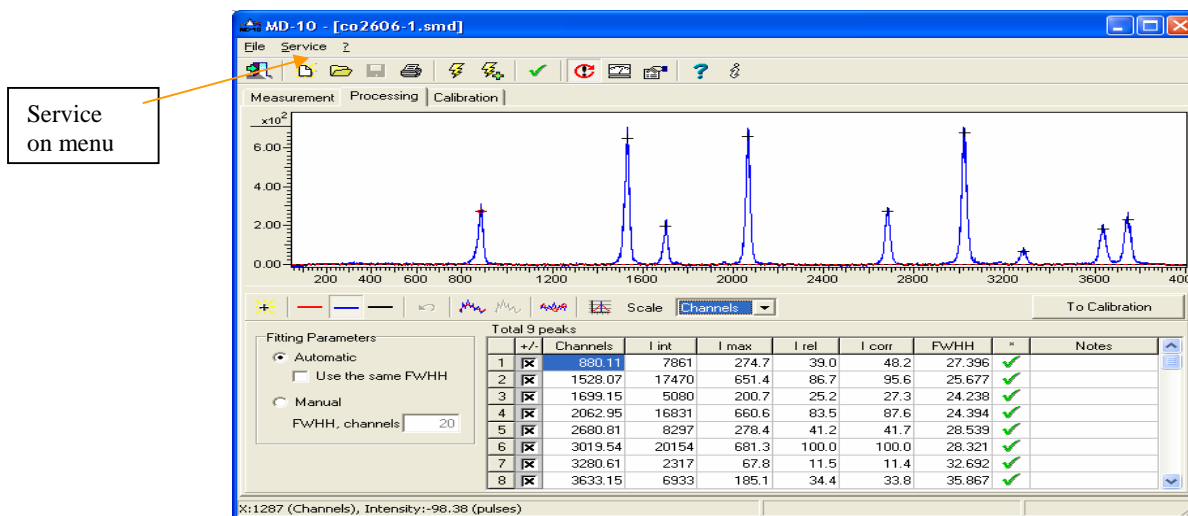 MD-10 - [co2606-1.smd]
File Service ?
Service
on menu
Measurement Processing Calibration
x10²
6.00
4.00
2.00
0.00
200 400 600 800 1200 1600 2000 2400 2800 3200 3600 400
Scale Channels To Calibration
Fitting Parameters
Automatic
Use the same FWHH
Manual
FWHH, channels 20
Total 9 peaks
+/- Channels I int I max I rel I corr FWHH * Notes
1 880.11 7861 274.7 39.0 48.2 27.396
2 1528.07 17470 651.4 86.7 95.6 25.677
3 1699.15 5080 200.7 25.2 27.3 24.238
4 2062.95 16831 660.6 83.5 87.6 24.394
5 2680.81 8297 278.4 41.2 41.7 28.539
6 3019.54 20154 681.3 100.0 100.0 28.321
7 3280.61 2317 67.8 11.5 11.4 32.692
8 3633.15 6933 185.1 34.4 33.8 35.867
X:1287 (Channels), Intensity:-98.38 (pulses)